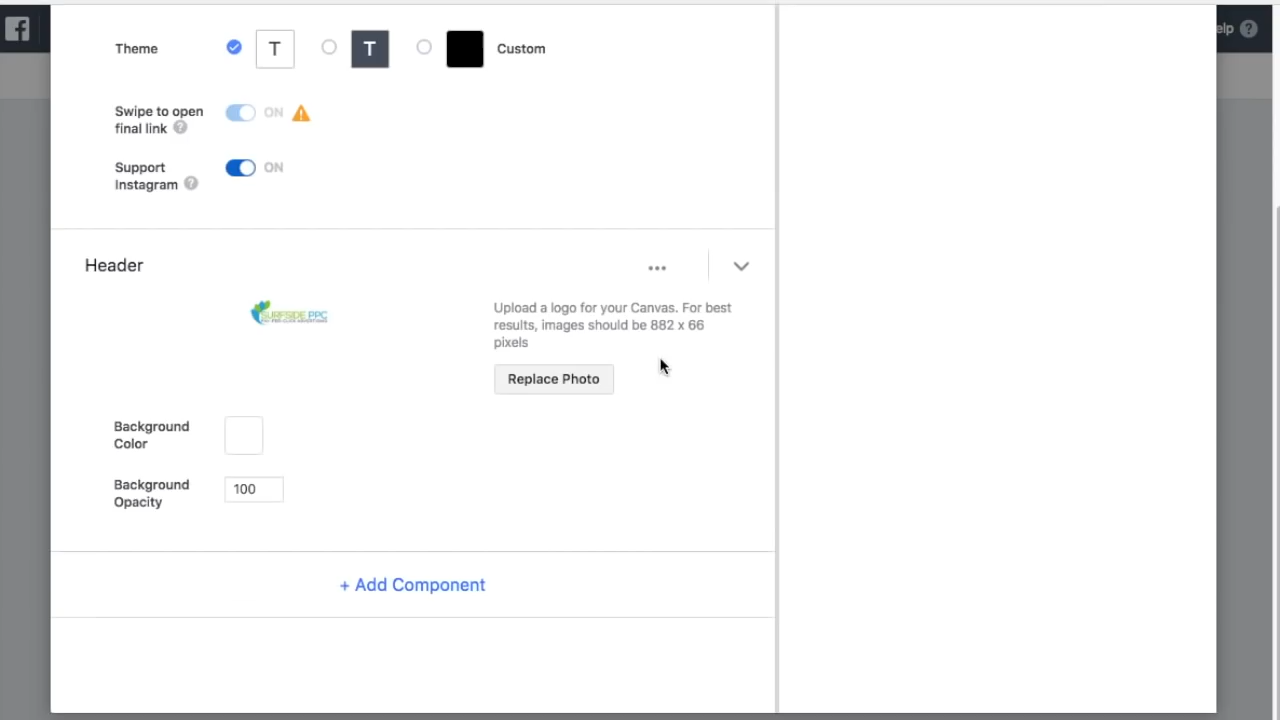 elp ?
Theme T T Custom
Swipe to open
final link ? ON
Support
Instagram ? ON
Header
SURFSIDE PPC
Upload a logo for your Canvas. For best
results, images should be 882 x 66
pixels
Replace Photo
Background
Color
Background
Opacity
100
+ Add Component